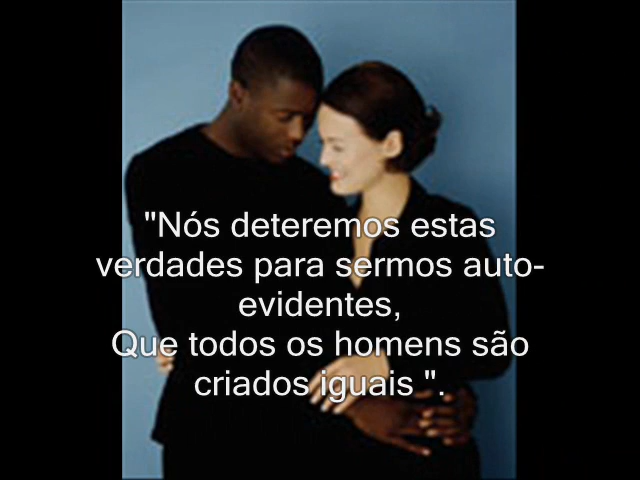 "Nós deteremos estas
verdades para sermos auto-
evidentes,
Que todos os homens são
criados iguais ".